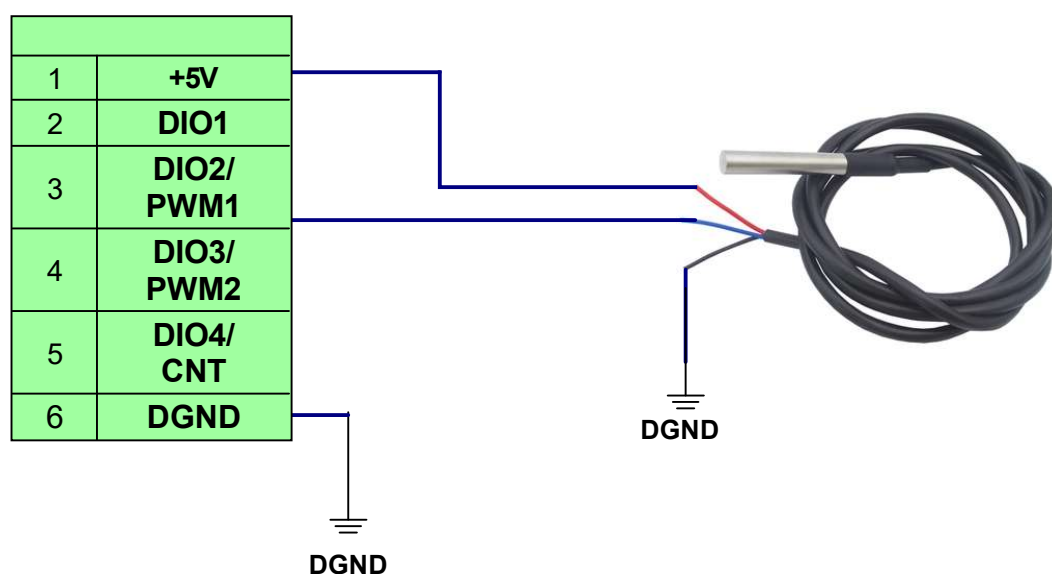 1 +5V
2 DIO1
3 DIO2/
PWM1
4 DIO3/
PWM2
5 DIO4/
CNT
6 DGND
DGND
DGND